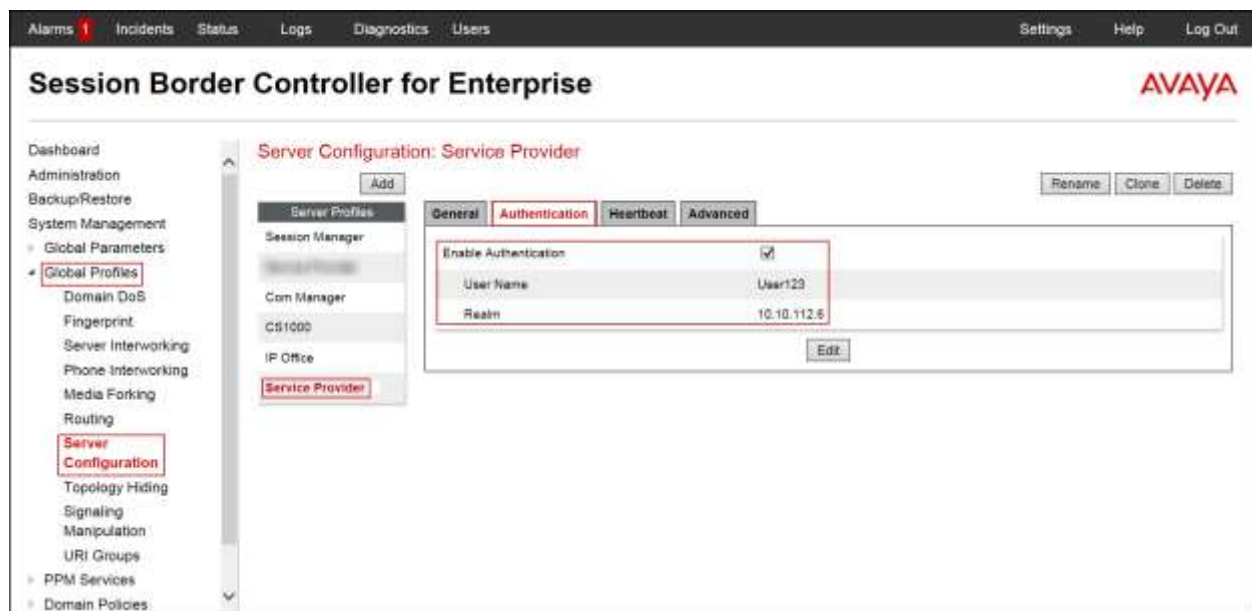 Alarms 1 Incidents Status Logs Diagnostics Users Settings Help Log Out
Session Border Controller for Enterprise
AVAYA
Dashboard
Administration
Backup/Restore
System Management
Global Parameters
Global Profiles
Domain DoS
Fingerprint
Server Interworking
Phone Interworking
Media Forking
Routing
Server
Configuration
Topology Hiding
Signaling
Manipulation
URI Groups
PPM Services
Domain Policies
Server Configuration: Service Provider
Add
Rename Clone Delete
Server Profiles
Session Manager
Com Manager
CS1000
IP Office
Service Provider
General Authentication Heartbeat Advanced
Enable Authentication
User Name User123
Realm 10.10.112.6
Edit